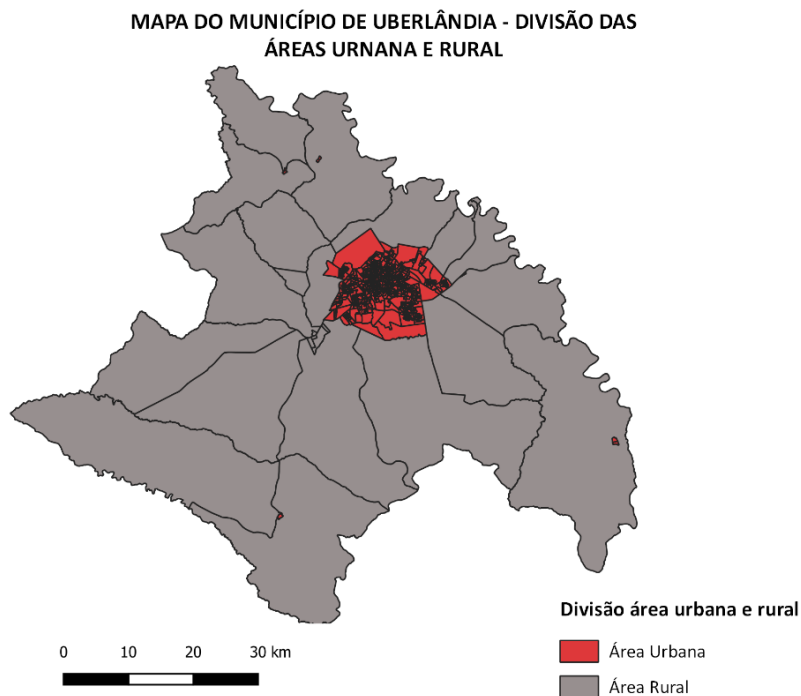 MAPA DO MUNICÍPIO DE UBERLÂNDIA - DIVISÃO DAS
ÁREAS URNANA E RURAL
Divisão área urbana e rural
0 10 20 30 km
Área Urbana
Área Rural